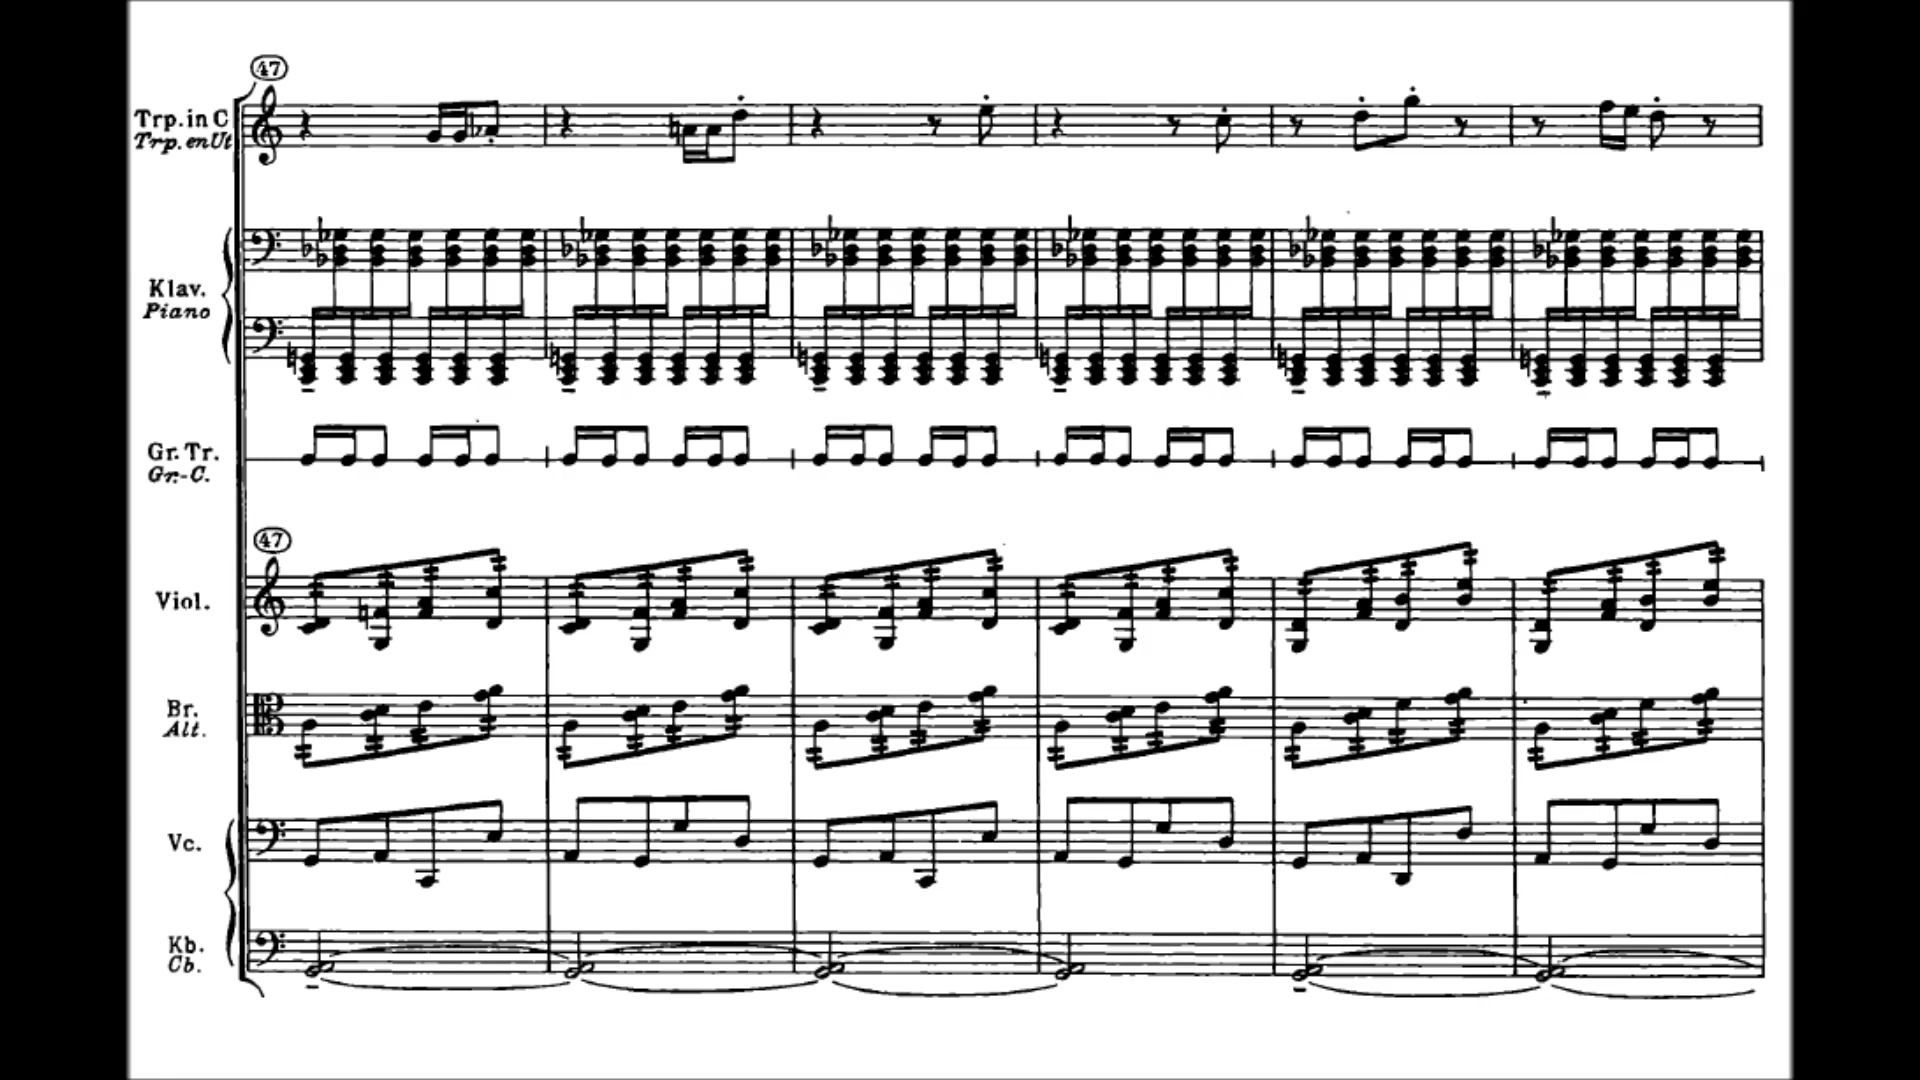 47
Trp. in C
Trp. en Ut
Klav.
Piano
Gr. Tr.
Gr.-C.
47
Viol.
Br.
Alt.
Vc.
Kb.
Cb.